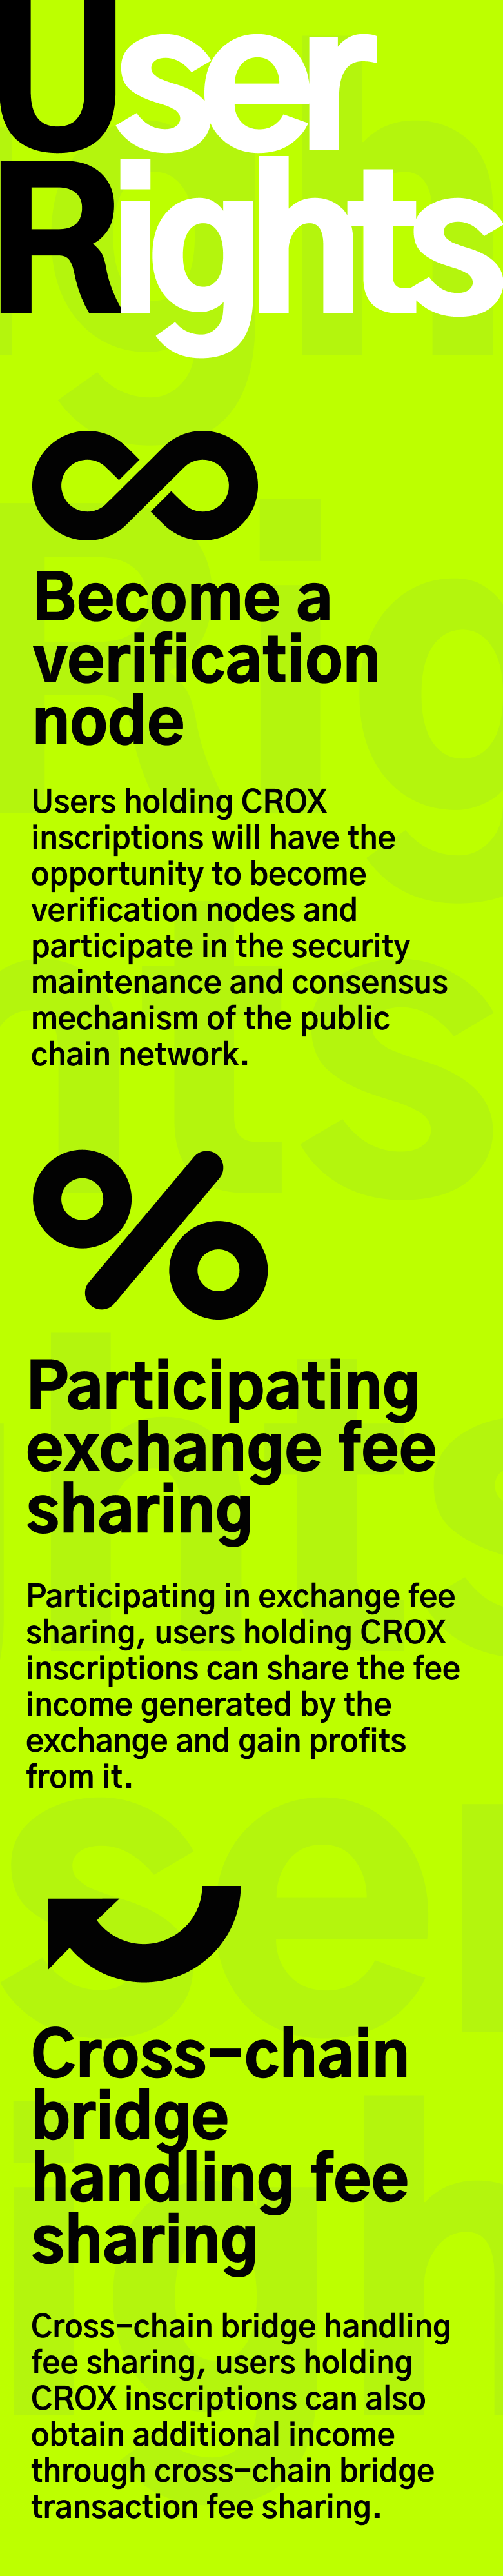 User
Rights
Become a
verification
node
Users holding CROX
inscriptions will have the
opportunity to become
verification nodes and
participate in the security
maintenance and consensus
mechanism of the public
chain network.
%
Participating
exchange fee
sharing
Participating in exchange fee
sharing, users holding CROX
inscriptions can share the fee
income generated by the
exchange and gain profits
from it.
Cross-chain
bridge
handling fee
sharing
Cross-chain bridge handling
fee sharing, users holding
CROX inscriptions can also
obtain additional income
through cross-chain bridge
transaction fee sharing.